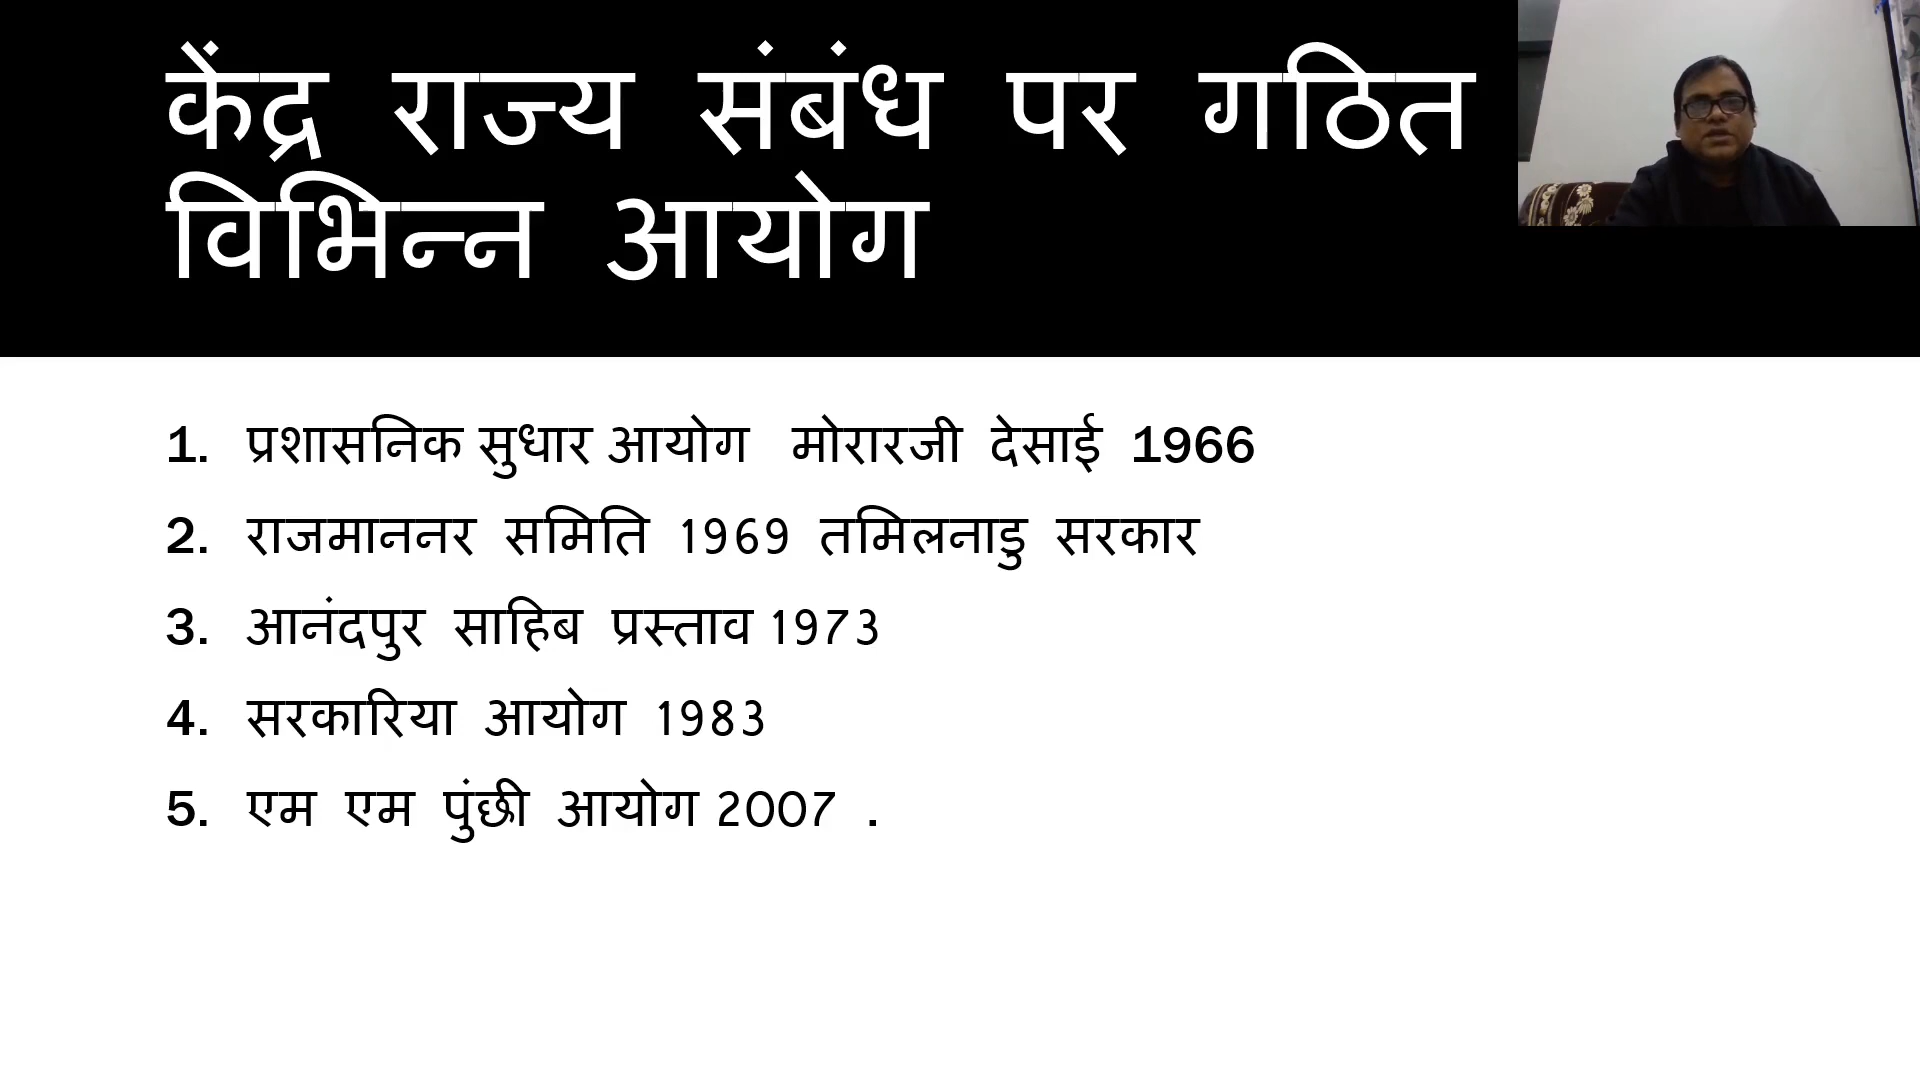 केंद्र राज्य संबंध पर गठित
विभिन्न आयोग
1. प्रशासनिक सुधार आयोग मोरारजी देसाई 1966
2. राजमाननर समिति 1969 तमिलनाडु सरकार
3. आनंदपुर साहिब प्रस्ताव 1973
4. सरकारिया आयोग 1983
5. एम एम पुंछी आयोग 2007 .